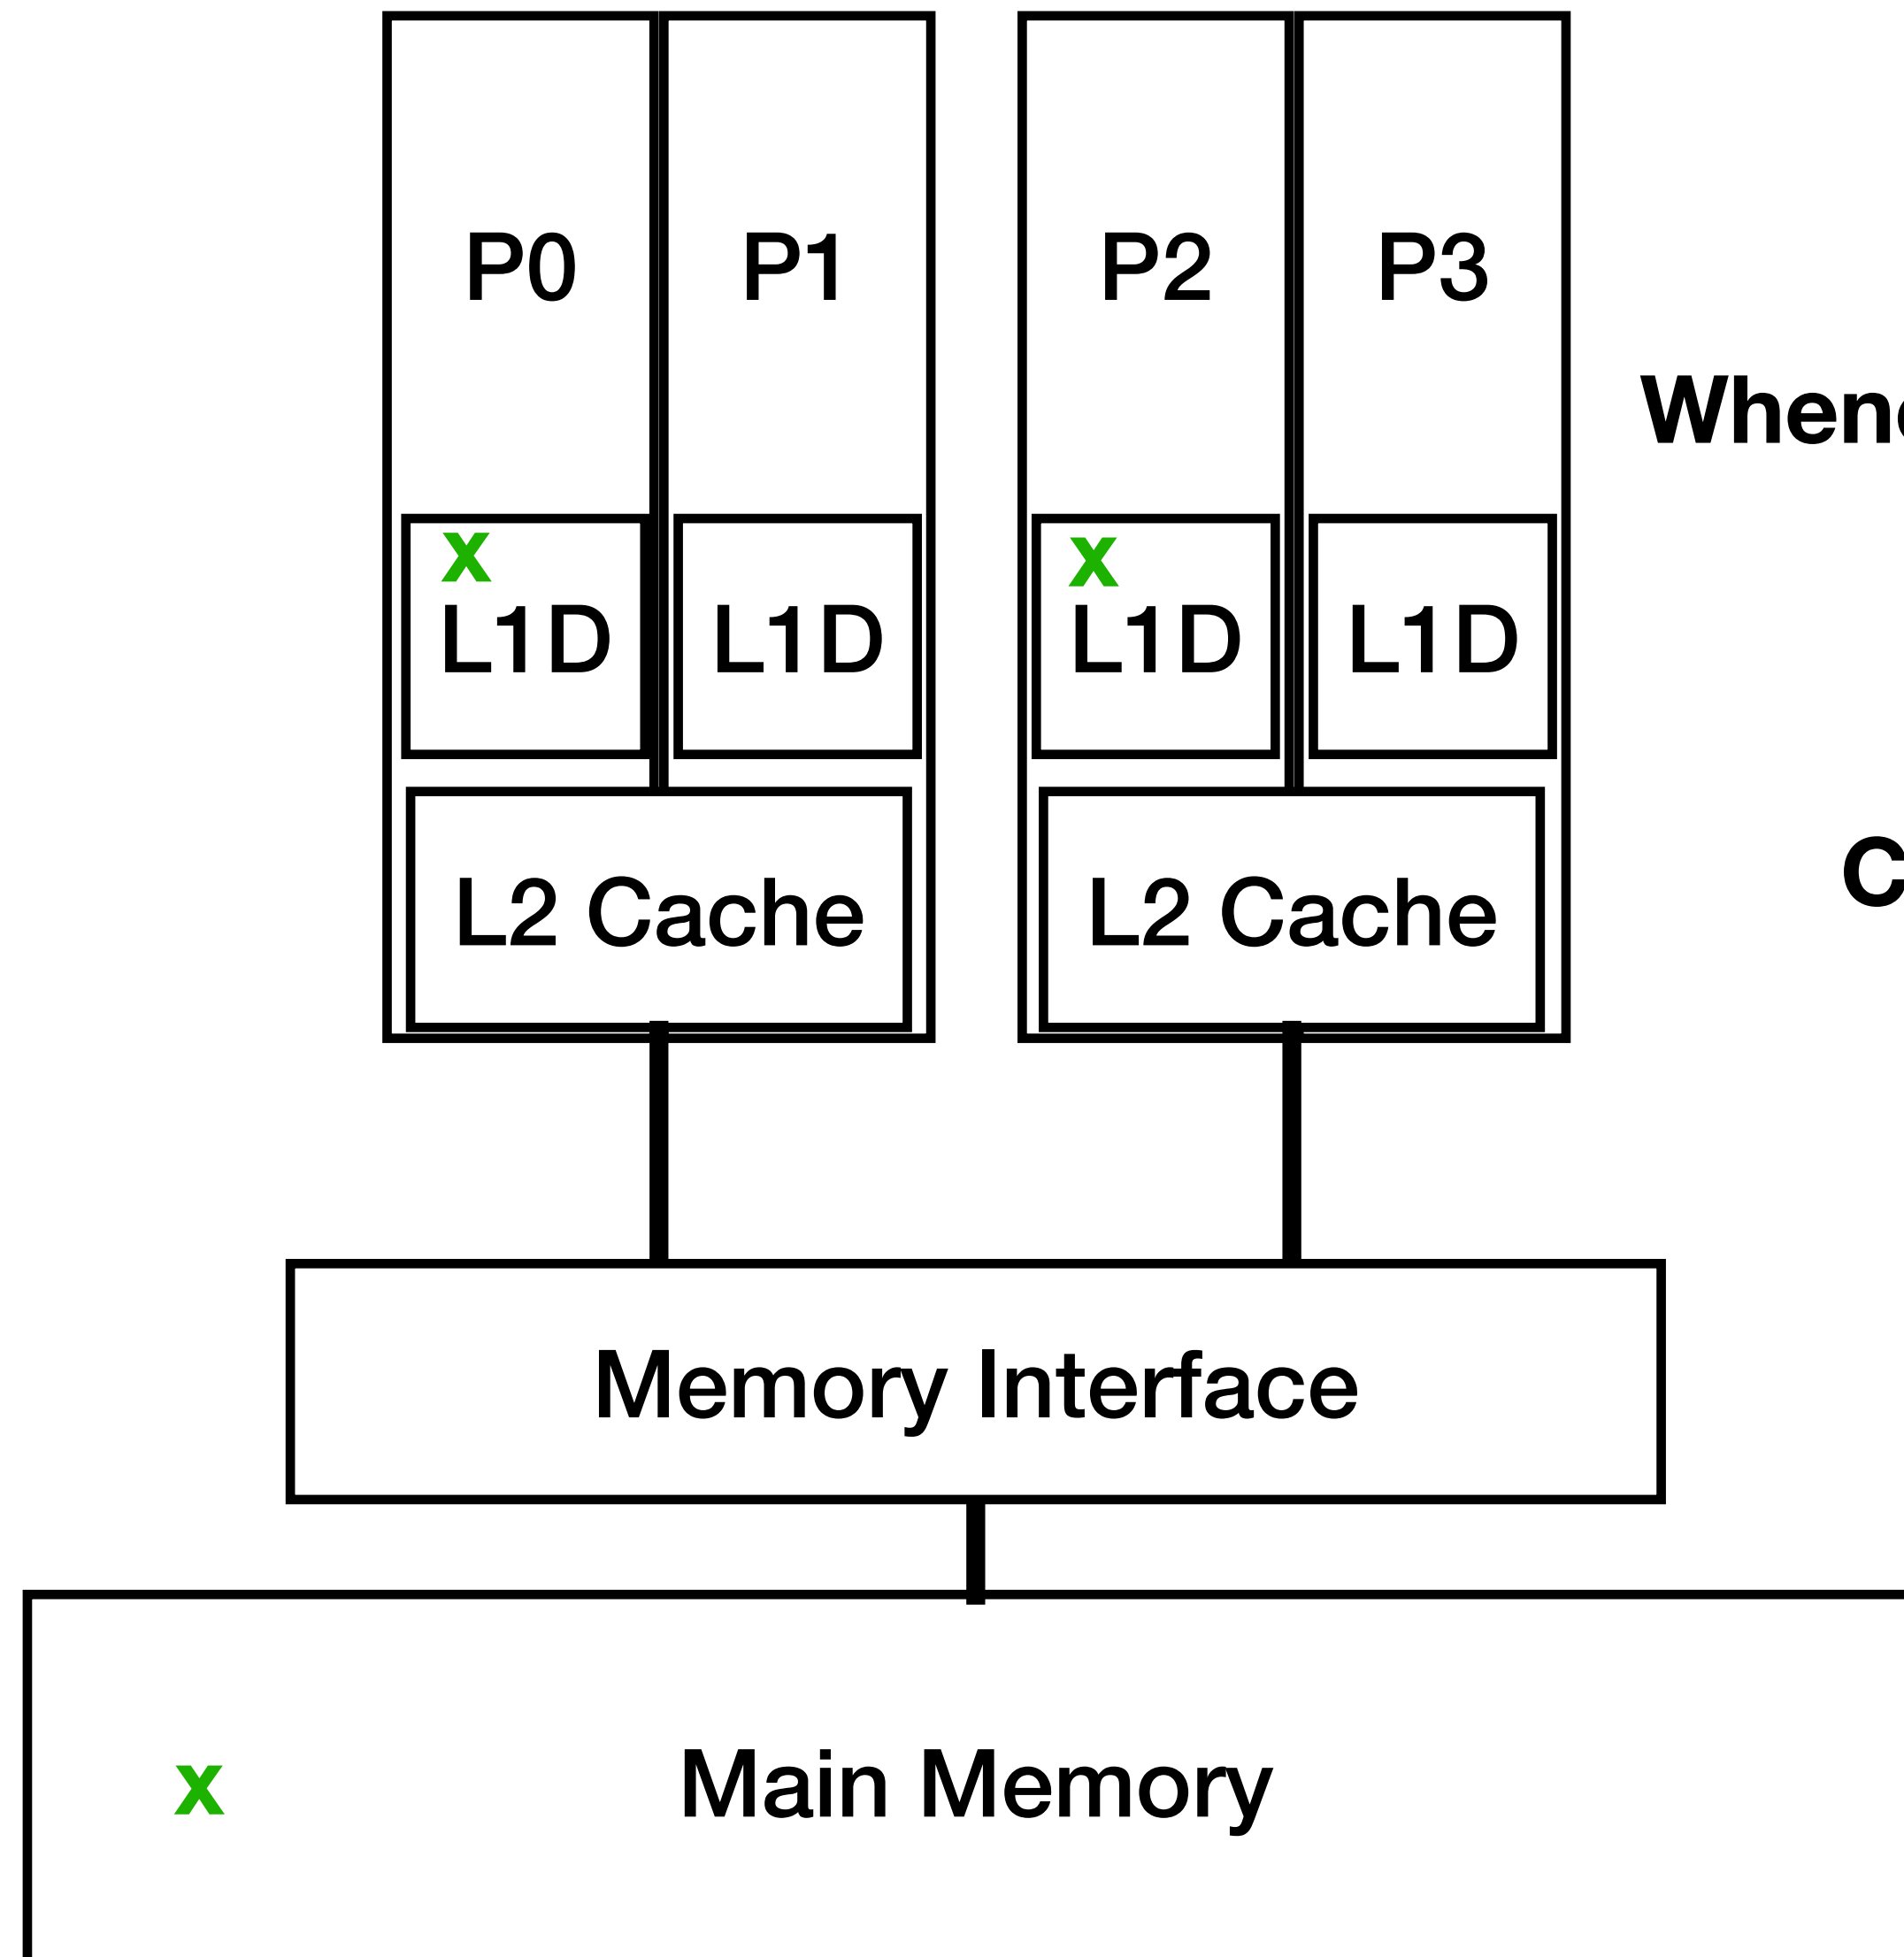 P0 P1 P2 P3
x x
L1D L1D L1D L1D
L2 Cache L2 Cache
Memory Interface
x Main Memory